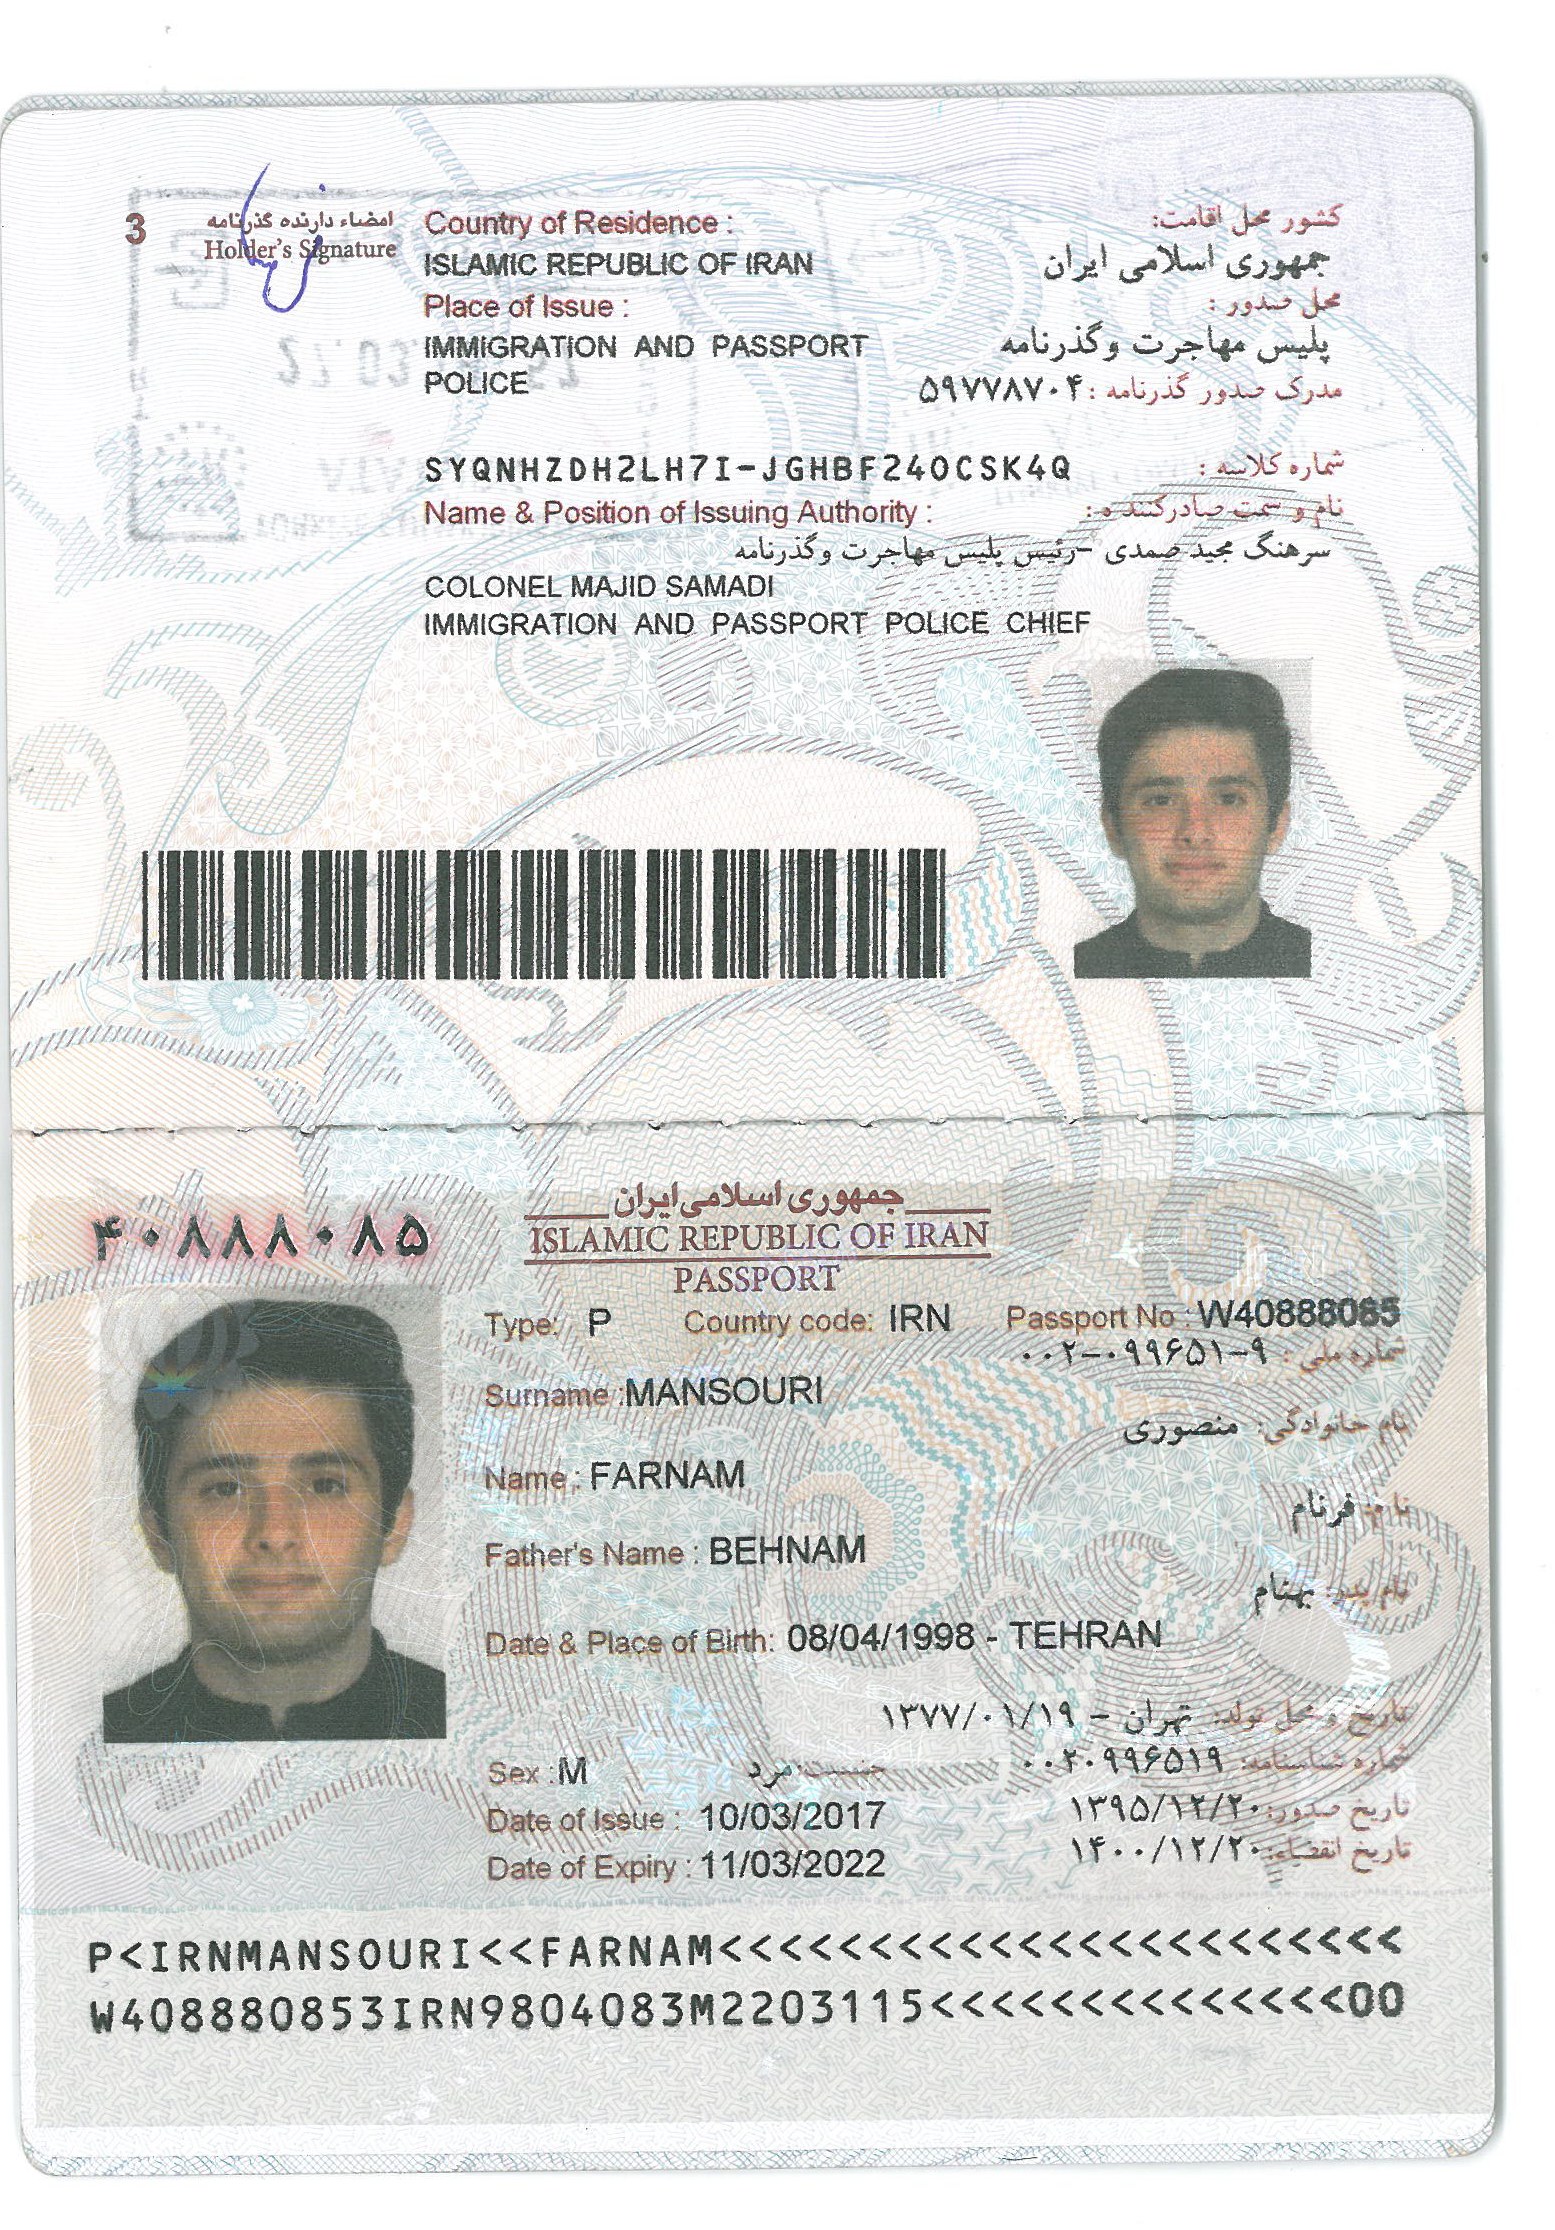 3
امضاء دارنده گذرنامه
Holder's Signature
Country of Residence :
کشور محل اقامت:
ISLAMIC REPUBLIC OF IRAN
جمهوری اسلامی ایران
Place of Issue :
محل صدور :
IMMIGRATION AND PASSPORT
POLICE
پلیس مهاجرت وگذرنامه
مدرک صدور گذرنامه : ۵۹۷۷۸۷۰۴
SYQNHZDH2LH7I-JGHBF24OCSK4Q
شماره کلاسه :
Name & Position of Issuing Authority :
نام و سمت صادرکننده :
سرهنگ مجید صمدی -رئیس پلیس مهاجرت وگذرنامه
COLONEL MAJID SAMADI
IMMIGRATION AND PASSPORT POLICE CHIEF
۴۰۸۸۸۰۸۵
جمهوری اسلامی ایران
ISLAMIC REPUBLIC OF IRAN
PASSPORT
Type: P Country code: IRN Passport No : W40888085
شماره ملی : ۰۰۲-۰۹۹۶۵۱-۹
Surname :MANSOURI
نام خانوادگی: منصوری
Name : FARNAM
نام: فرنام
Father's Name : BEHNAM
نام پدر: بهنام
Date & Place of Birth: 08/04/1998 - TEHRAN
تاریخ و محل تولد: تهران - ۱۳۷۷/۰۱/۱۹
Sex :M
جنسیت:مرد
شماره شناسنامه: ۰۰۲۰۹۹۶۵۱۹
Date of Issue : 10/03/2017
تاریخ صدور: ۱۳۹۵/۱۲/۲۰
Date of Expiry : 11/03/2022
تاریخ انقضاء: ۱۴۰۰/۱۲/۲۰
P<IRNMANSOURI<<FARNAM<<<<<<<<<<<<<<<<<<<<<<<
W408880853IRN9804083M2203115<<<<<<<<<<<<<<00